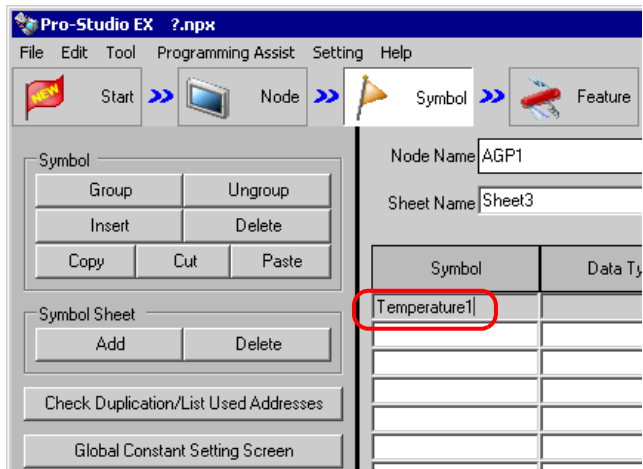 Pro-Studio EX ?.npx
File Edit Tool Programming Assist Setting Help
NEW Start Node Symbol Feature
Symbol
Group Ungroup
Insert Delete
Copy Cut Paste
Symbol Sheet
Add Delete
Check Duplication/List Used Addresses
Global Constant Setting Screen
Node Name AGP1
Sheet Name Sheet3
Symbol Data Ty
Temperature1